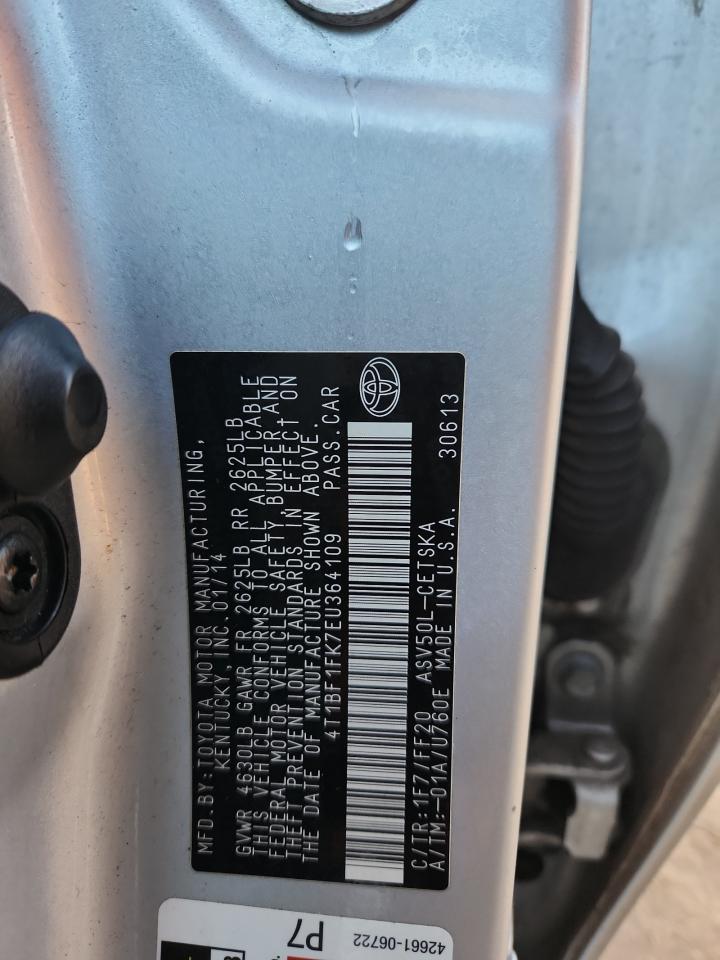 MFD. BY: TOYOTA MOTOR MANUFACTURING,
KENTUCKY, INC. 01/14
GVWR 4630LB GAWR FR 2625LB RR 2625LB
THIS VEHICLE CONFORMS TO ALL APPLICABLE
FEDERAL MOTOR VEHICLE SAFETY, BUMPER, AND
THEFT PREVENTION STANDARDS IN EFFECT ON
THE DATE OF MANUFACTURE SHOWN ABOVE.
4T1BF1FK7EU364109 PASS.CAR
C/TR:1F7/FF20 ASV50L-CETSKA 30613
A/TM:-01A/U760E MADE IN U.S.A.
P7
42661-06722